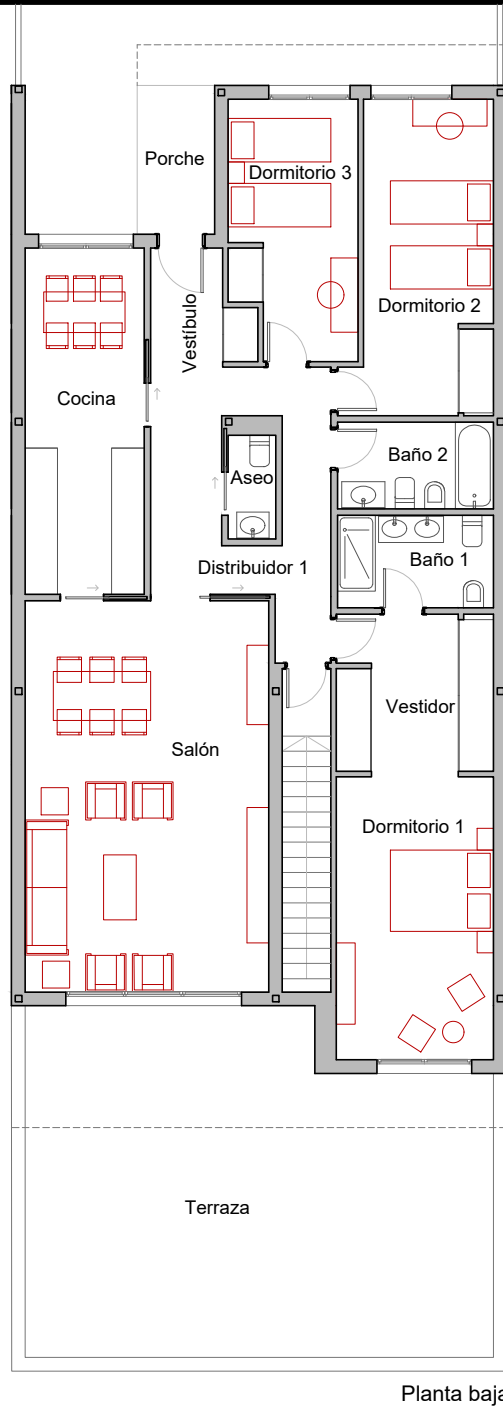 Porche
Dormitorio 3
Dormitorio 2
Vestíbulo
Cocina
Baño 2
Aseo
Baño 1
Distribuidor 1
Vestidor
Salón
Dormitorio 1
Terraza
Planta baja